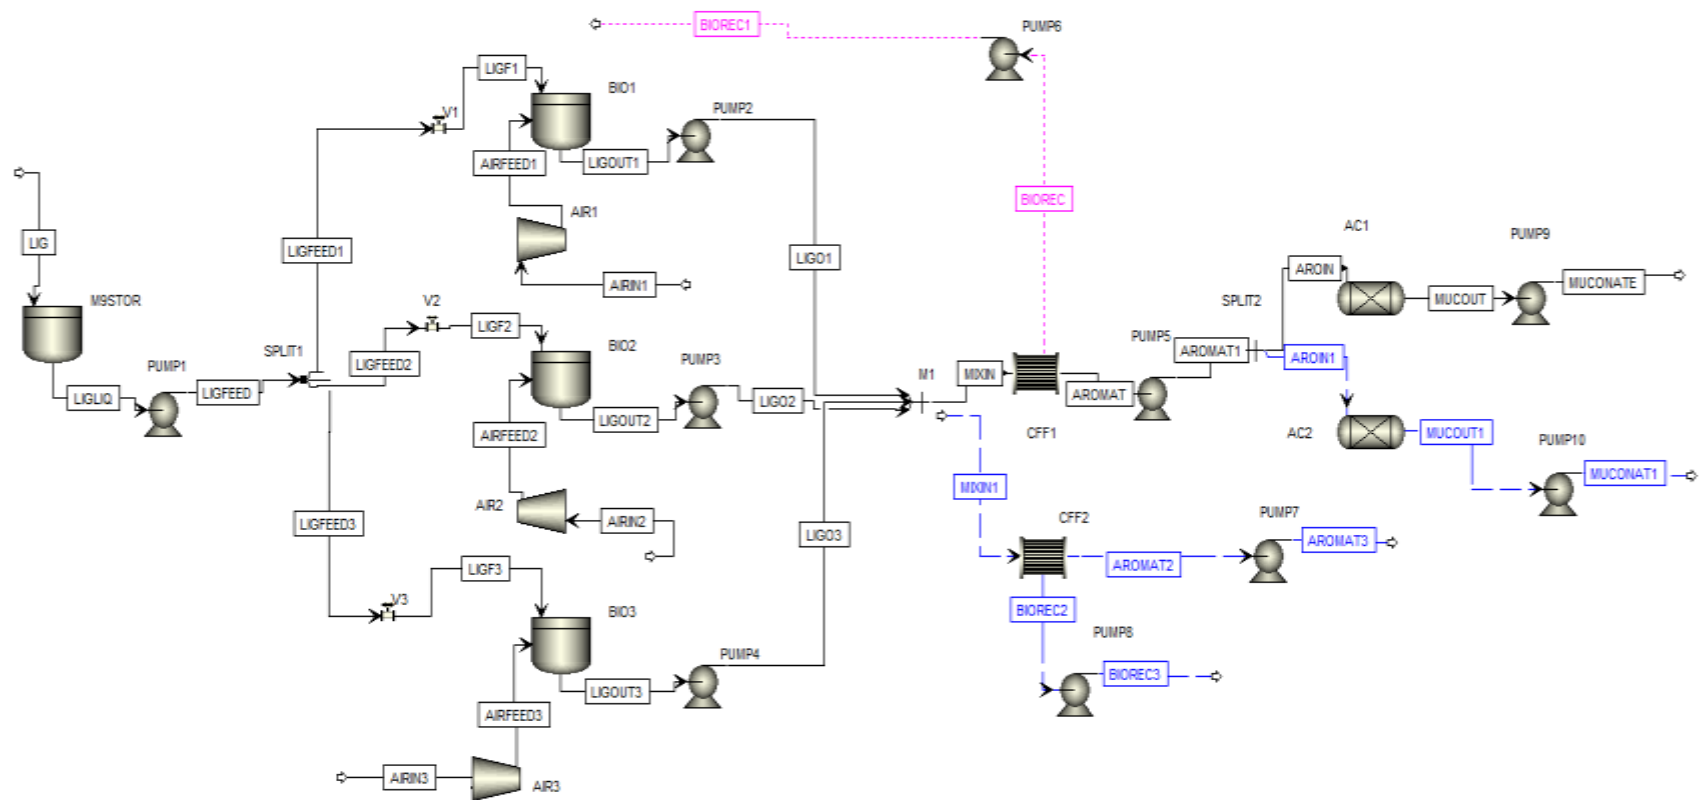 BIOREC1
PUMP6
LIGF1
BIO1
V1
PUMP2
AIRFEED1
LIGOUT1
BIOREC
AIR1
AC1
PUMP9
LIG
LIGFEED1
LIGO1
AROIN
MUCONATE
AIRIN1
MUCOUT
M9STOR
V2
SPLIT2
LIGF2
BIO2
PUMP5
SPLIT1
LIGFEED2
PUMP3
AROMAT1
AROIN1
PUMP1
M1
MIXIN
LIGFEED
LIGO2
AROMAT
LIGLIQ
LIGOUT2
CFF1
AC2
MUCOUT1
AIRFEED2
PUMP10
MUCONAT1
MIXIN1
AIR2
AIRIN2
LIGFEED3
CFF2
PUMP7
LIGO3
AROMAT3
AROMAT2
LIGF3
V3
BIO3
BIOREC2
PUMP8
PUMP4
BIOREC3
LIGOUT3
AIRFEED3
AIRIN3
AIR3